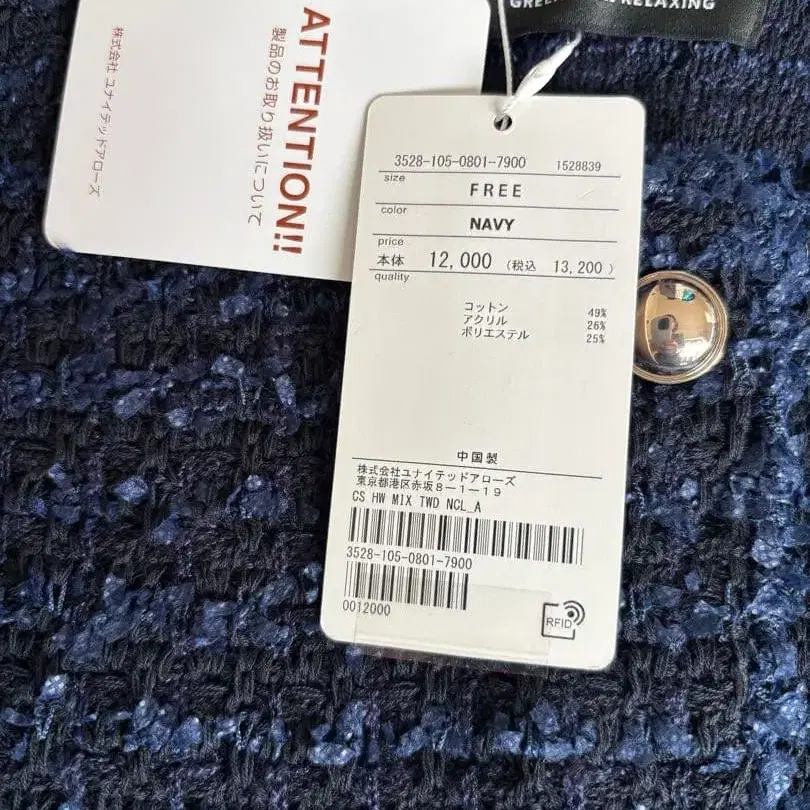 RELAXING
ATTENTION!!
製品のお取り扱いについて
株式会社 ユナイテッドアローズ
3528-105-0801-7900 1528839
size
FREE
color
NAVY
price
本体 12,000 (税込 13,200 )
quality
コットン 49%
アクリル 26%
ポリエステル 25%
中国製
株式会社ユナイテッドアローズ
東京都港区赤坂8-1-19
CS HW MIX TWD NCL_A
3528-105-0801-7900
0012000
RFID